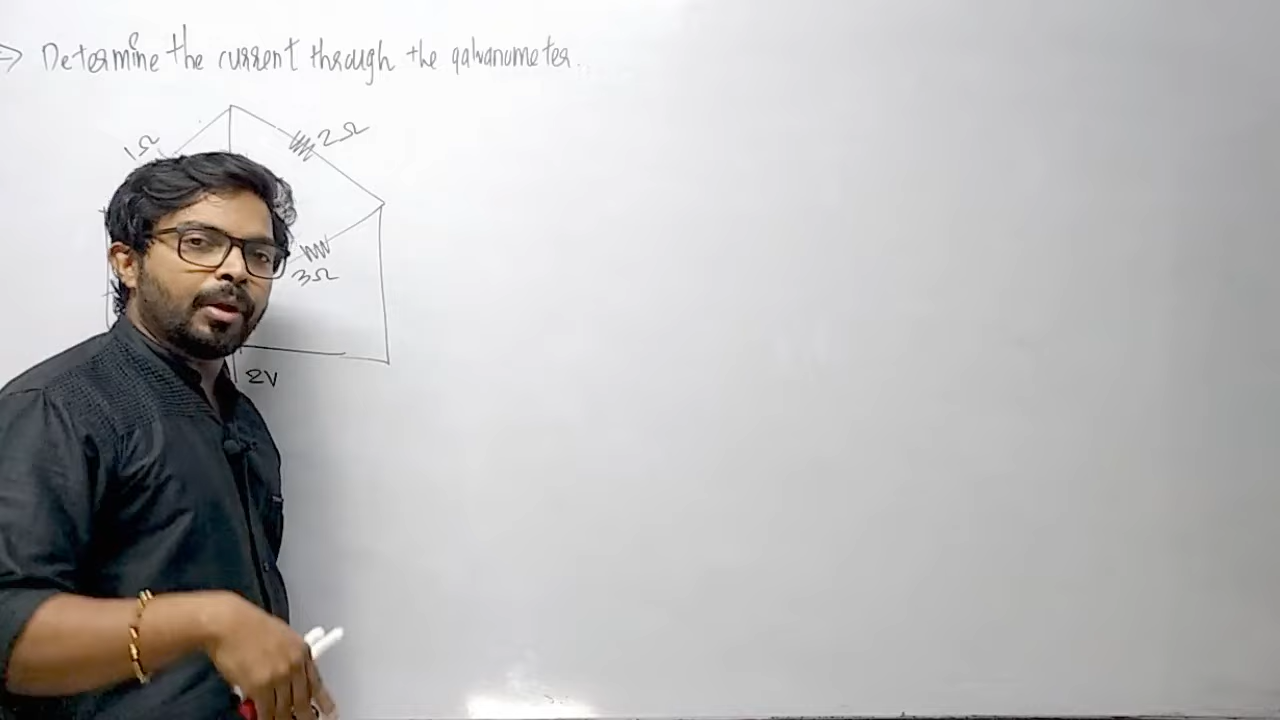 ⇒ Determine the current through the galvanometer.
1Ω
2Ω
3Ω
2V